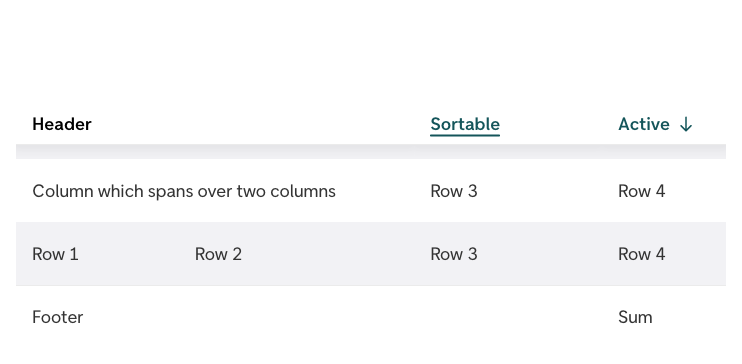 Header Sortable Active ↓
Column which spans over two columns Row 3 Row 4
Row 1 Row 2 Row 3 Row 4
Footer Sum